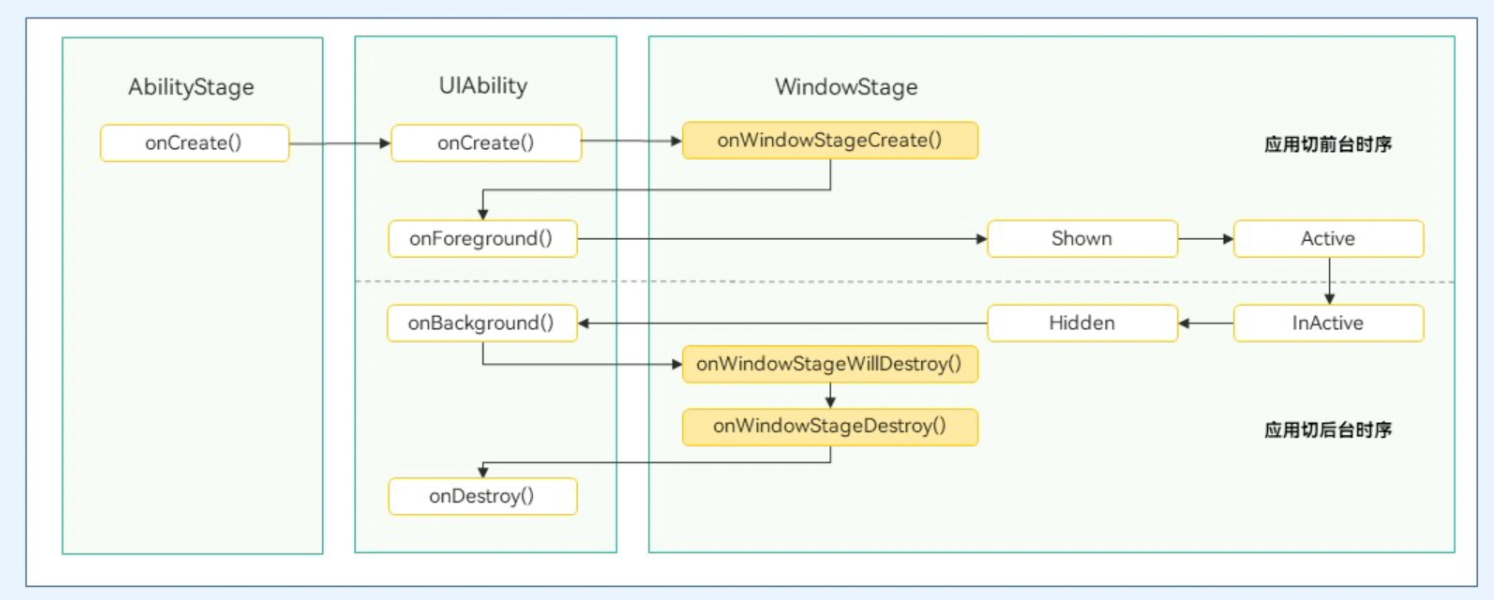 AbilityStage
UIAbility
WindowStage
onCreate()
onCreate()
onWindowStageCreate()
应用切前台时序
onForeground()
Shown
Active
onBackground()
Hidden
InActive
onWindowStageWillDestroy()
onWindowStageDestroy()
应用切后台时序
onDestroy()